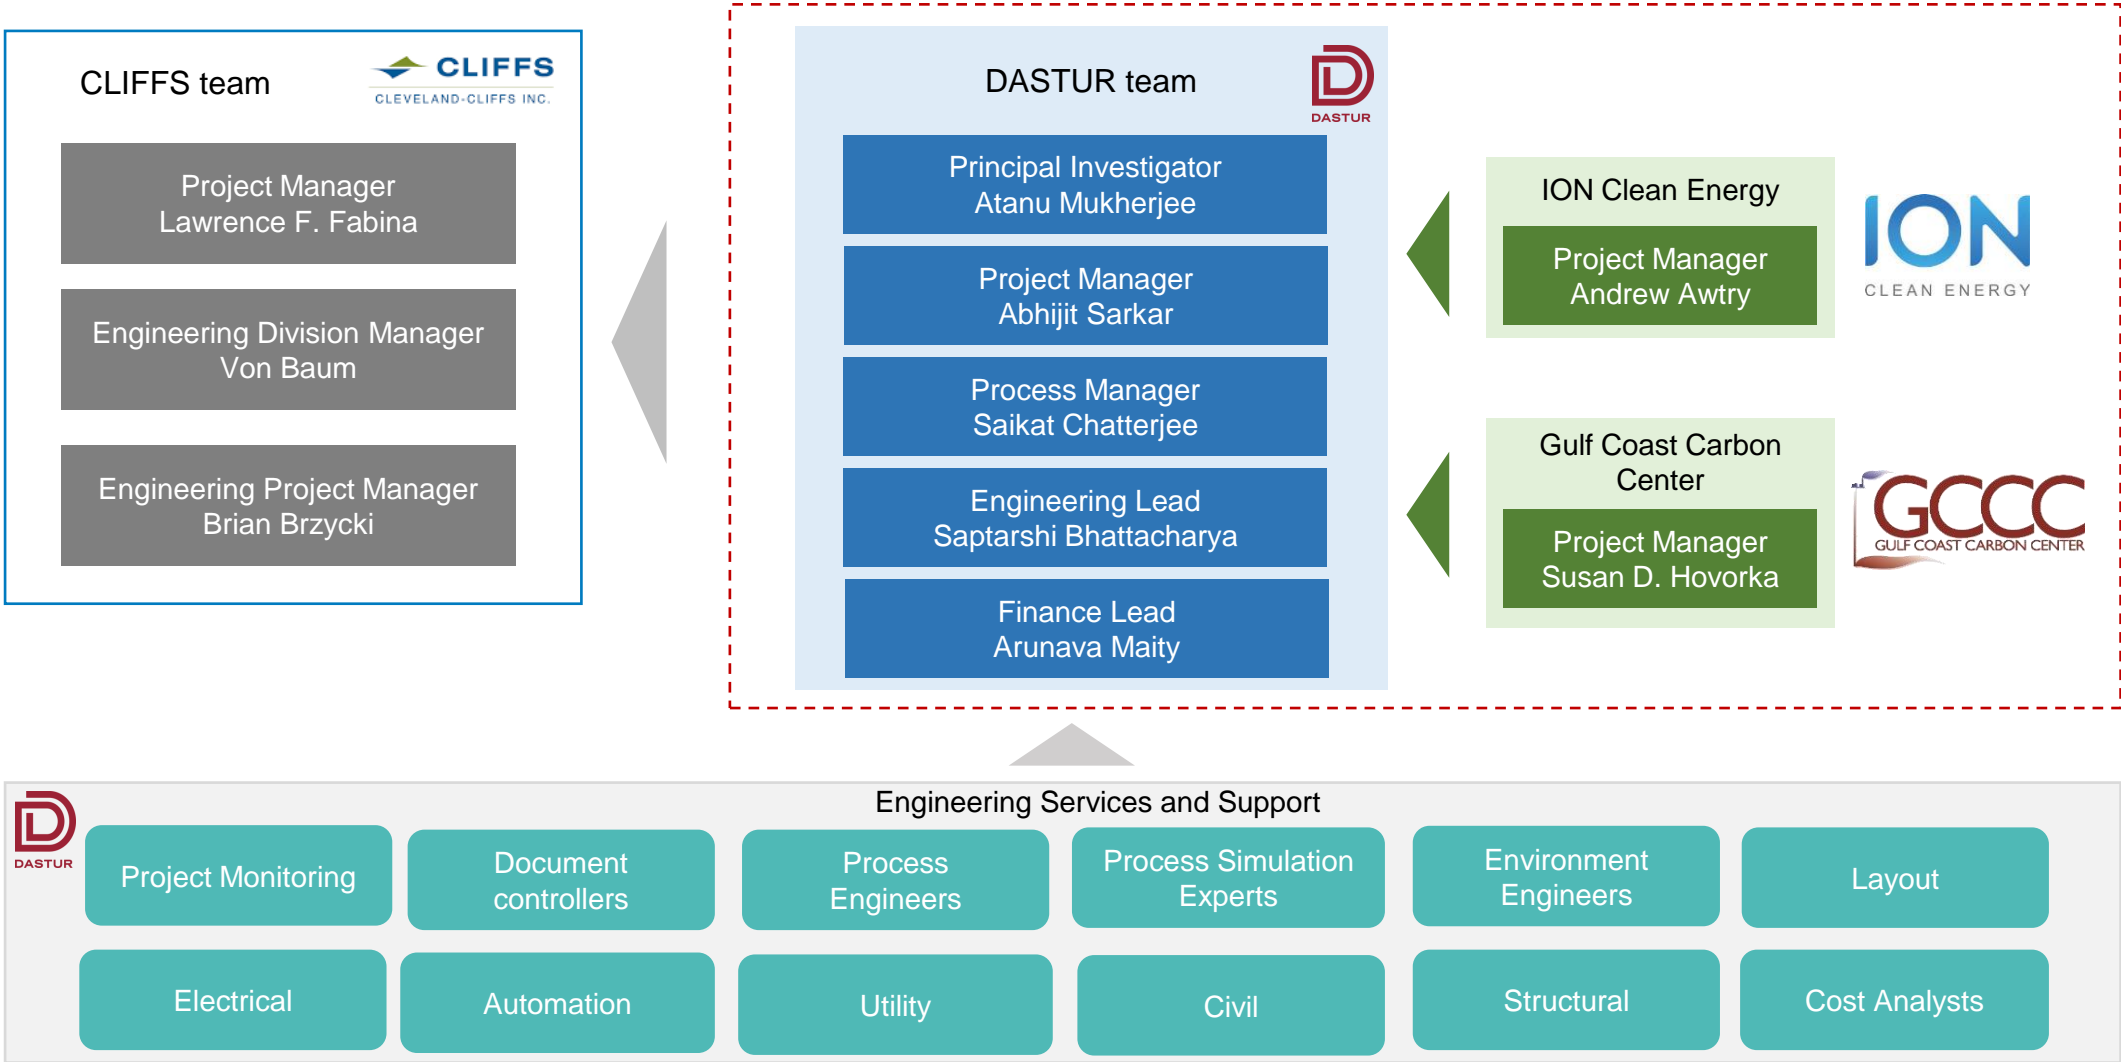 CLIFFS team
CLIFFS
CLEVELAND-CLIFFS INC.
Project Manager
Lawrence F. Fabina
Engineering Division Manager
Von Baum
Engineering Project Manager
Brian Brzycki
DASTUR team
DASTUR
Principal Investigator
Atanu Mukherjee
Project Manager
Abhijit Sarkar
Process Manager
Saikat Chatterjee
Engineering Lead
Saptarshi Bhattacharya
Finance Lead
Arunava Maity
ION Clean Energy
Project Manager
Andrew Awtry
ION
CLEAN ENERGY
Gulf Coast Carbon
Center
Project Manager
Susan D. Hovorka
GCCC
GULF COAST CARBON CENTER
Engineering Services and Support
DASTUR
Project Monitoring
Document
controllers
Process
Engineers
Process Simulation
Experts
Environment
Engineers
Layout
Electrical
Automation
Utility
Civil
Structural
Cost Analysts